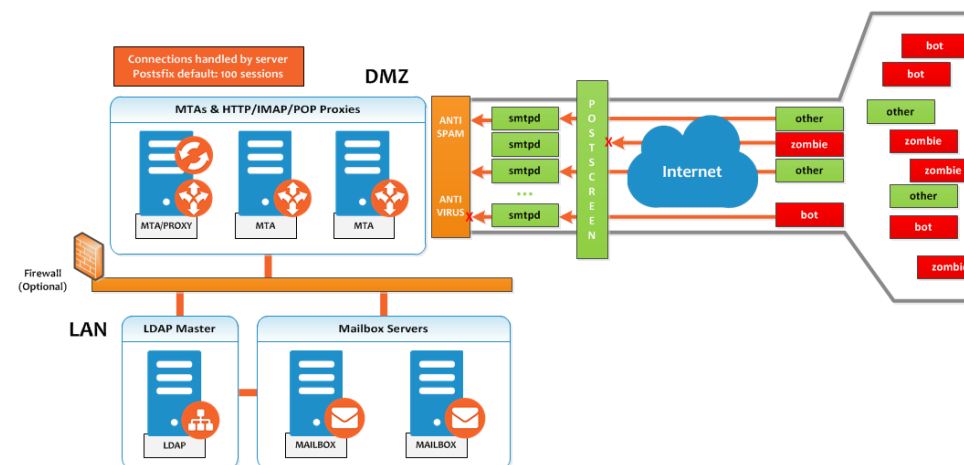 Connections handled by server
Postsfix default: 100 sessions
DMZ
MTAs & HTTP/IMAP/POP Proxies
MTA/PROXY
MTA
MTA
ANTI
SPAM
ANTI
VIRUS
smtpd
smtpd
smtpd
...
smtpd
X
X
P
O
S
T
S
C
R
E
E
N
Internet
other
zombie
other
bot
bot
bot
other
zombie
zombie
other
bot
zombie
Firewall
(Optional)
LAN
LDAP Master
LDAP
Mailbox Servers
MAILBOX
MAILBOX